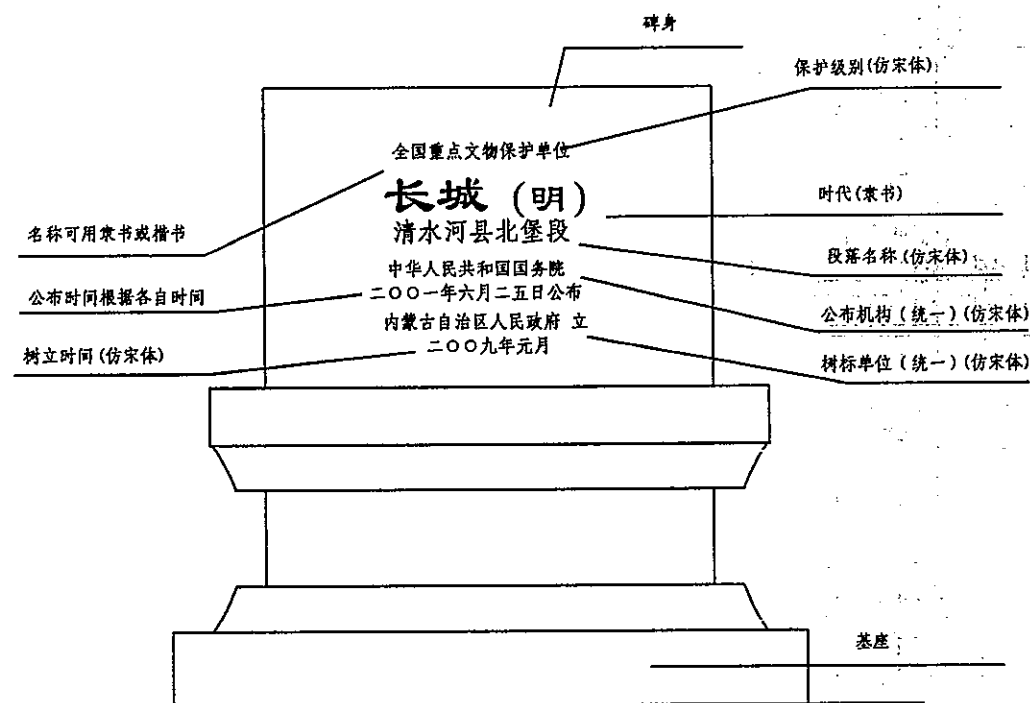 碑身
保护级别(仿宋体)
全国重点文物保护单位
长城（明）
时代(隶书)
名称可用隶书或楷书
清水河县北堡段
段落名称(仿宋体)
中华人民共和国国务院
公布时间根据各自时间
二〇〇一年六月二五日公布
公布机构（统一）(仿宋体)
内蒙古自治区人民政府 立
树立时间(仿宋体)
二〇〇九年元月
树标单位（统一）(仿宋体)
基座